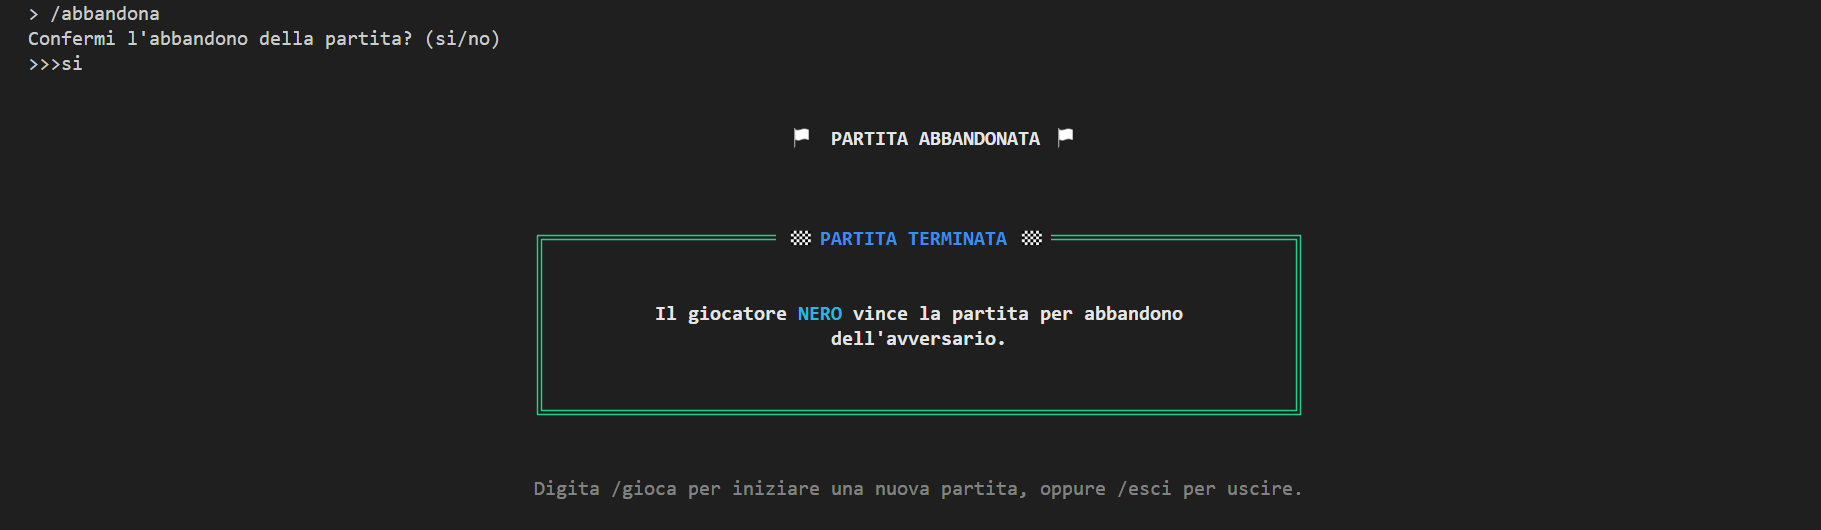 > /abbandona
Confermi l'abbandono della partita? (si/no)
>>>si
PARTITA ABBANDONATA
PARTITA TERMINATA
Il giocatore NERO vince la partita per abbandono
dell'avversario.
Digita /gioca per iniziare una nuova partita, oppure /esci per uscire.